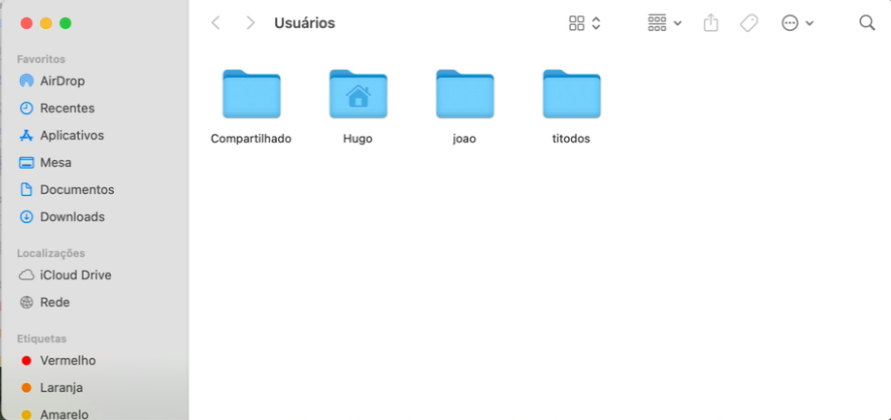 Usuários
Favoritos
AirDrop
Recentes
Aplicativos
Mesa
Documentos
Downloads
Localizações
iCloud Drive
Rede
Etiquetas
Vermelho
Laranja
Amarelo
Compartilhado
Hugo
joao
titodos